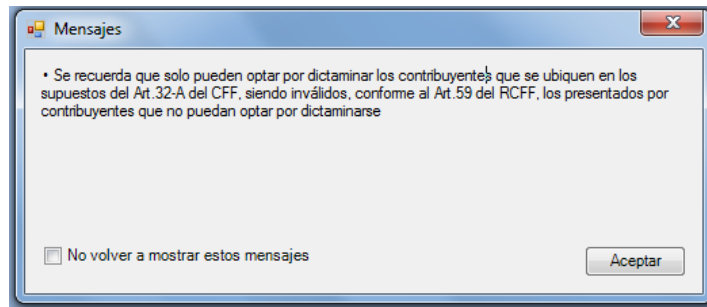 Mensajes
• Se recuerda que solo pueden optar por dictaminar los contribuyentes que se ubiquen en los
supuestos del Art.32-A del CFF, siendo inválidos, conforme al Art.59 del RCFF, los presentados por
contribuyentes que no puedan optar por dictaminarse
No volver a mostrar estos mensajes
Aceptar